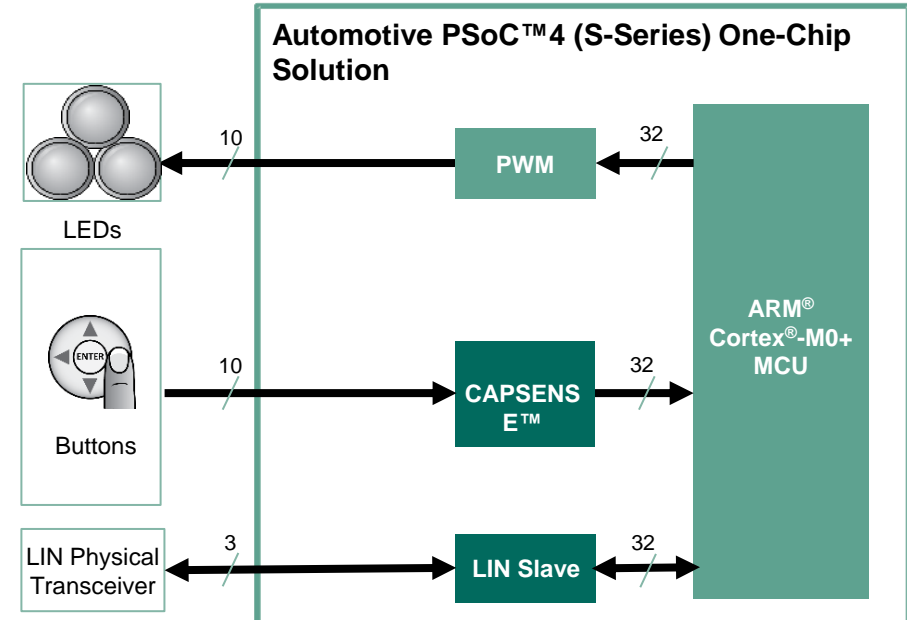 Automotive PSoC™4 (S-Series) One-Chip
Solution
10
32
PWM
LEDs
ARM®
Cortex®-M0+
MCU
ENTER
10
32
CAPSENS
E™
Buttons
3
32
LIN Physical
Transceiver
LIN Slave